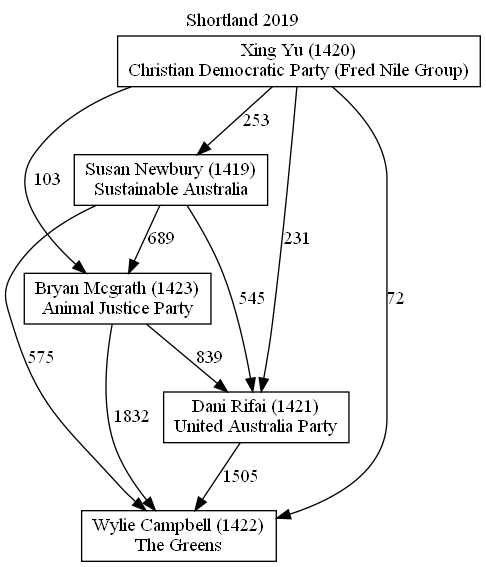 Shortland 2019
Xing Yu (1420)
Christian Democratic Party (Fred Nile Group)
253
Susan Newbury (1419)
Sustainable Australia
103
689
231
Bryan Mcgrath (1423)
Animal Justice Party
545
72
575
839
Dani Rifai (1421)
United Australia Party
1832
1505
Wylie Campbell (1422)
The Greens